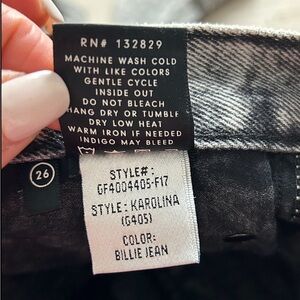 RN# 132829
MACHINE WASH COLD
WITH LIKE COLORS
GENTLE CYCLE
INSIDE OUT
DO NOT BLEACH
HANG DRY OR TUMBLE
DRY LOW HEAT
WARM IRON IF NEEDED
INDIGO MAY BLEED
26
STYLE#:
GF4004405-F17
STYLE: KAROLINA
(G405)
COLOR:
BILLIE JEAN